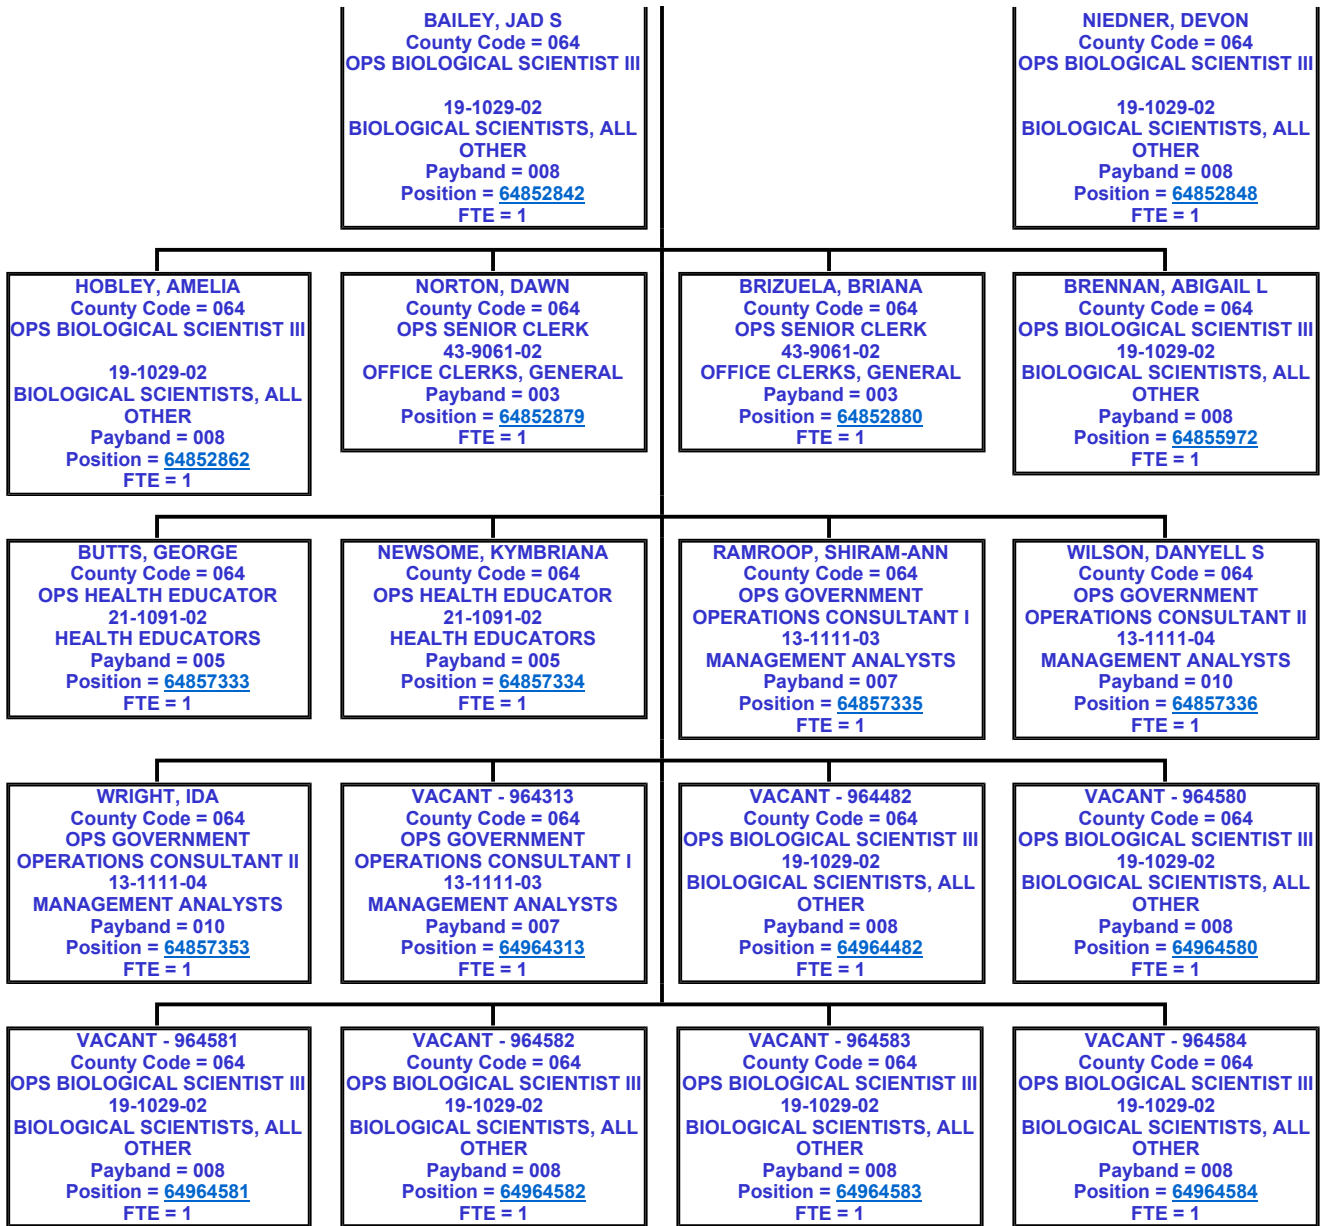 BAILEY, JAD S
County Code = 064
OPS BIOLOGICAL SCIENTIST III
19-1029-02
BIOLOGICAL SCIENTISTS, ALL
OTHER
Payband = 008
Position = 64852842
FTE = 1
NIEDNER, DEVON
County Code = 064
OPS BIOLOGICAL SCIENTIST III
19-1029-02
BIOLOGICAL SCIENTISTS, ALL
OTHER
Payband = 008
Position = 64852848
FTE = 1
HOBLEY, AMELIA
County Code = 064
OPS BIOLOGICAL SCIENTIST III
19-1029-02
BIOLOGICAL SCIENTISTS, ALL
OTHER
Payband = 008
Position = 64852862
FTE = 1
NORTON, DAWN
County Code = 064
OPS SENIOR CLERK
43-9061-02
OFFICE CLERKS, GENERAL
Payband = 003
Position = 64852879
FTE = 1
BRIZUELA, BRIANA
County Code = 064
OPS SENIOR CLERK
43-9061-02
OFFICE CLERKS, GENERAL
Payband = 003
Position = 64852880
FTE = 1
BRENNAN, ABIGAIL L
County Code = 064
OPS BIOLOGICAL SCIENTIST III
19-1029-02
BIOLOGICAL SCIENTISTS, ALL
OTHER
Payband = 008
Position = 64855972
FTE = 1
BUTTS, GEORGE
County Code = 064
OPS HEALTH EDUCATOR
21-1091-02
HEALTH EDUCATORS
Payband = 005
Position = 64857333
FTE = 1
NEWSOME, KYMBRIANA
County Code = 064
OPS HEALTH EDUCATOR
21-1091-02
HEALTH EDUCATORS
Payband = 005
Position = 64857334
FTE = 1
RAMROOP, SHIRAM-ANN
County Code = 064
OPS GOVERNMENT
OPERATIONS CONSULTANT I
13-1111-03
MANAGEMENT ANALYSTS
Payband = 007
Position = 64857335
FTE = 1
WILSON, DANYELL S
County Code = 064
OPS GOVERNMENT
OPERATIONS CONSULTANT II
13-1111-04
MANAGEMENT ANALYSTS
Payband = 010
Position = 64857336
FTE = 1
WRIGHT, IDA
County Code = 064
OPS GOVERNMENT
OPERATIONS CONSULTANT II
13-1111-04
MANAGEMENT ANALYSTS
Payband = 010
Position = 64857353
FTE = 1
VACANT - 964313
County Code = 064
OPS GOVERNMENT
OPERATIONS CONSULTANT I
13-1111-03
MANAGEMENT ANALYSTS
Payband = 007
Position = 64964313
FTE = 1
VACANT - 964482
County Code = 064
OPS BIOLOGICAL SCIENTIST III
19-1029-02
BIOLOGICAL SCIENTISTS, ALL
OTHER
Payband = 008
Position = 64964482
FTE = 1
VACANT - 964580
County Code = 064
OPS BIOLOGICAL SCIENTIST III
19-1029-02
BIOLOGICAL SCIENTISTS, ALL
OTHER
Payband = 008
Position = 64964580
FTE = 1
VACANT - 964581
County Code = 064
OPS BIOLOGICAL SCIENTIST III
19-1029-02
BIOLOGICAL SCIENTISTS, ALL
OTHER
Payband = 008
Position = 64964581
FTE = 1
VACANT - 964582
County Code = 064
OPS BIOLOGICAL SCIENTIST III
19-1029-02
BIOLOGICAL SCIENTISTS, ALL
OTHER
Payband = 008
Position = 64964582
FTE = 1
VACANT - 964583
County Code = 064
OPS BIOLOGICAL SCIENTIST III
19-1029-02
BIOLOGICAL SCIENTISTS, ALL
OTHER
Payband = 008
Position = 64964583
FTE = 1
VACANT - 964584
County Code = 064
OPS BIOLOGICAL SCIENTIST III
19-1029-02
BIOLOGICAL SCIENTISTS, ALL
OTHER
Payband = 008
Position = 64964584
FTE = 1